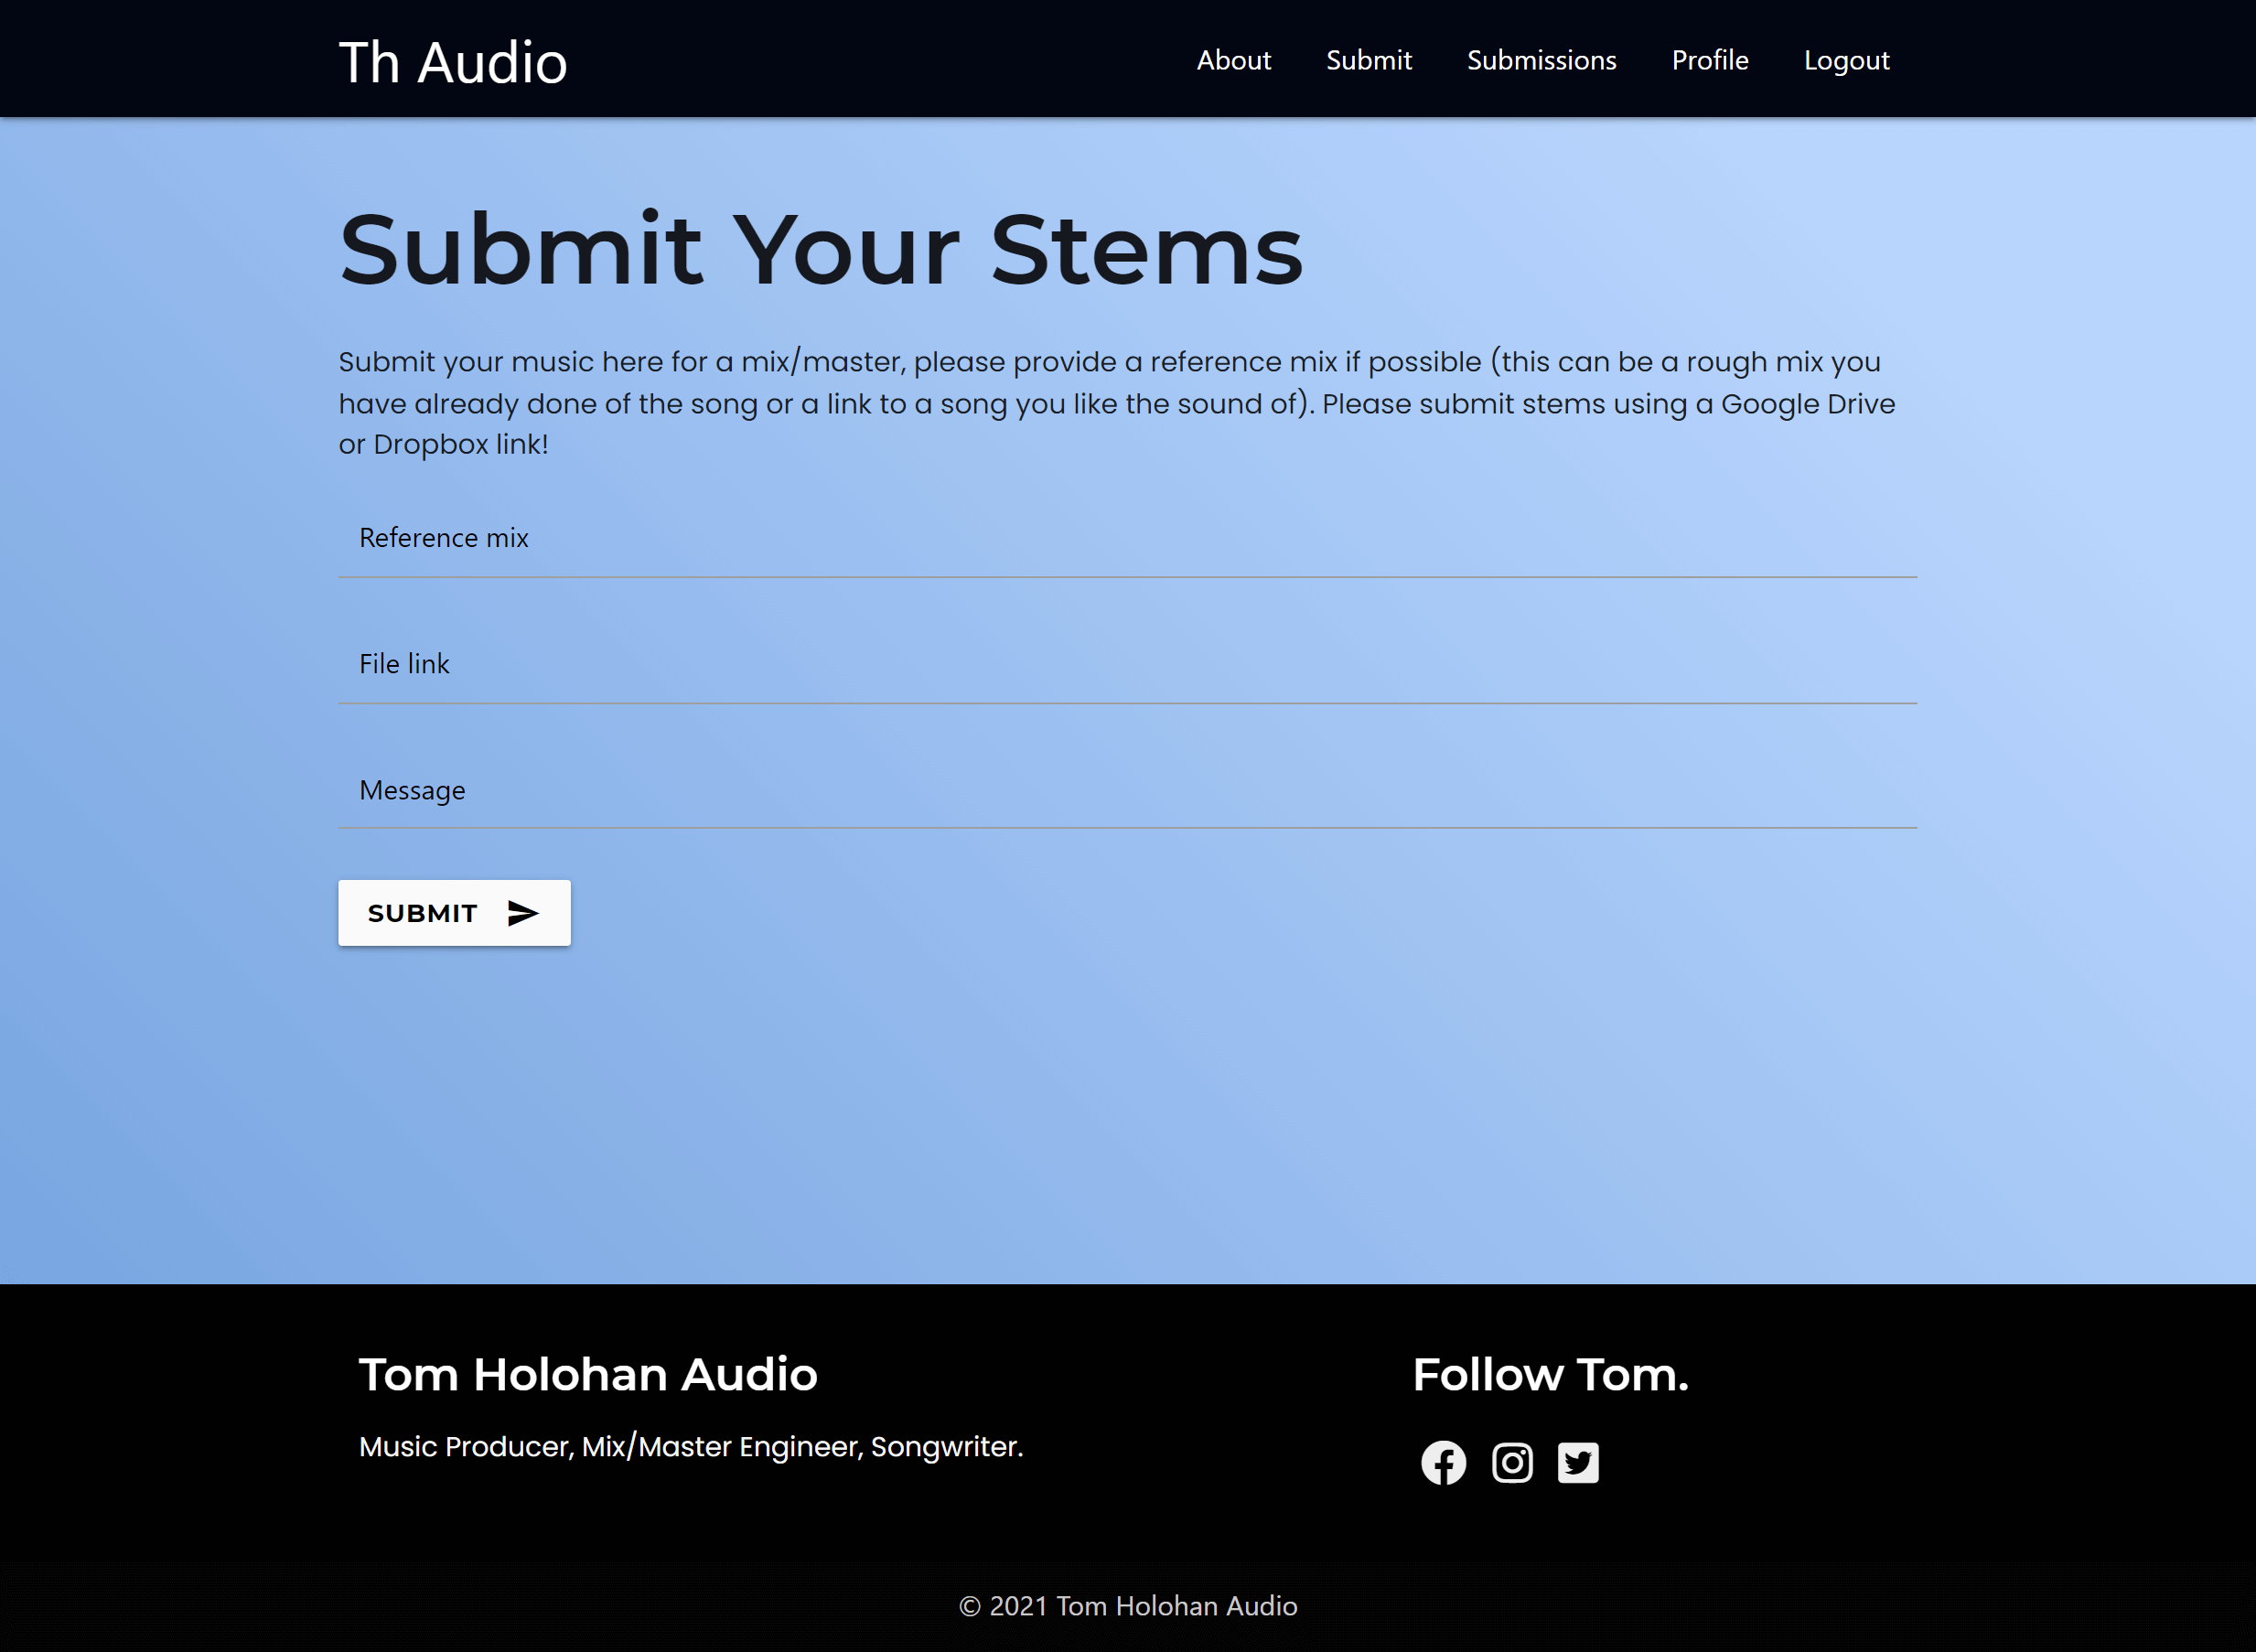 Th Audio
About Submit Submissions Profile Logout
Submit Your Stems
Submit your music here for a mix/master, please provide a reference mix if possible (this can be a rough mix you
have already done of the song or a link to a song you like the sound of). Please submit stems using a Google Drive
or Dropbox link!
Reference mix
File link
Message
SUBMIT
Tom Holohan Audio
Music Producer, Mix/Master Engineer, Songwriter.
Follow Tom.
© 2021 Tom Holohan Audio